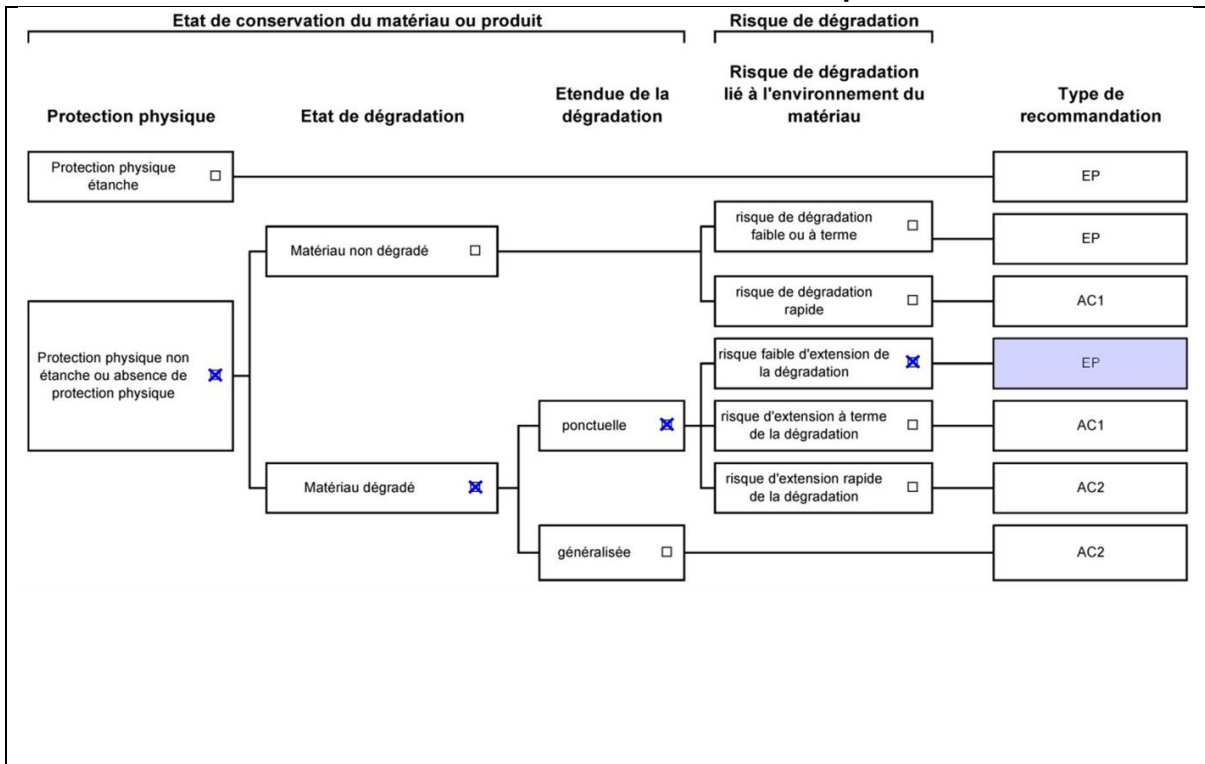 Etat de conservation du matériau ou produit
Risque de dégradation
Protection physique
Etat de dégradation
Etendue de la
dégradation
Risque de dégradation
lié à l'environnement du
matériau
Type de
recommandation
Protection physique
étanche
EP
Matériau non dégradé
risque de dégradation
faible ou à terme
EP
risque de dégradation
rapide
AC1
Protection physique non
étanche ou absence de
protection physique
risque faible d'extension de
la dégradation
EP
ponctuelle
risque d'extension à terme
de la dégradation
AC1
Matériau dégradé
risque d'extension rapide
de la dégradation
AC2
généralisée
AC2